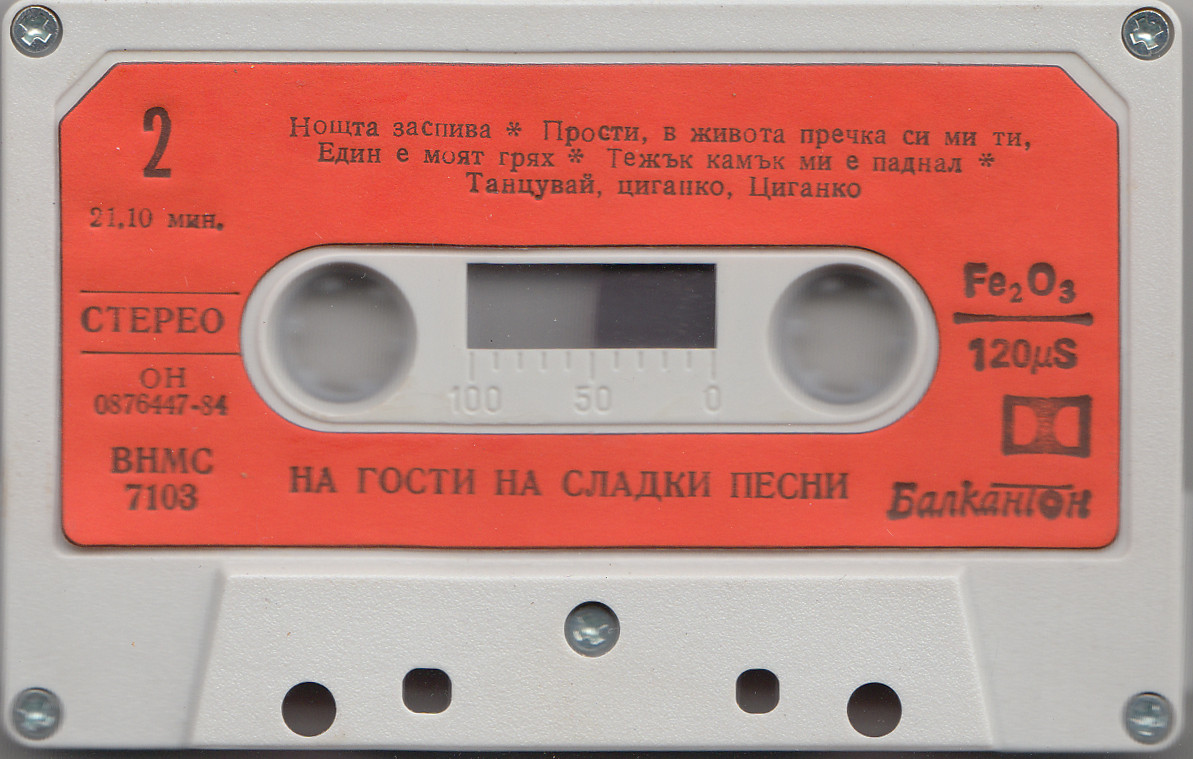 2
21,10 мин.
Нощта заспива * Прости, в живота пречка си ми ти,
Един е моят грях * Тежък камък ми е паднал *
Танцувай, циганко, Циганко
СТЕРЕО
ОН
0876447-84
ВНМС
7103
100 50 0
Fe₂O₃
120µS
НА ГОСТИ НА СЛАДКИ ПЕСНИ
Балкантон